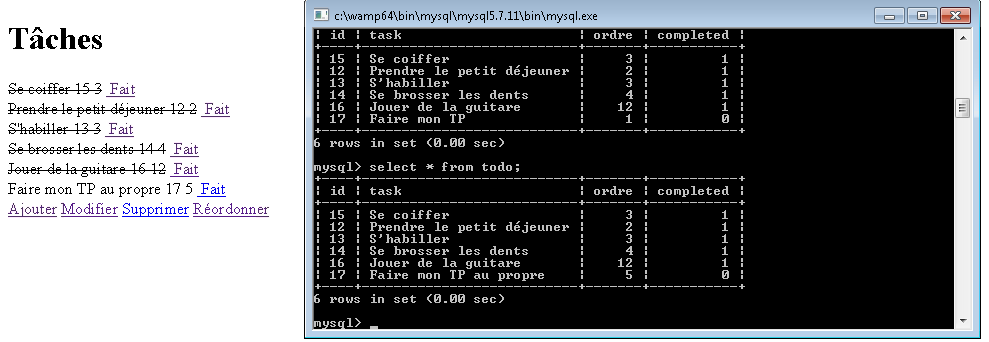 Tâches
Se coiffer 15 3 Fait
Prendre le petit déjeuner 12 2 Fait
S'habiller 13 3 Fait
Se brosser les dents 14 4 Fait
Jouer de la guitare 16 12 Fait
Faire mon TP au propre 17 5 Fait
Ajouter Modifier Supprimer Réordonner
c:\wamp64\bin\mysql\mysql5.7.11\bin\mysql.exe
| id | task | ordre | completed |
| 15 | Se coiffer | 3 | 1 |
| 12 | Prendre le petit déjeuner | 2 | 1 |
| 13 | S'habiller | 3 | 1 |
| 14 | Se brosser les dents | 4 | 1 |
| 16 | Jouer de la guitare | 12 | 1 |
| 17 | Faire mon TP | 1 | 0 |
6 rows in set (0.00 sec)
mysql> select * from todo;
| id | task | ordre | completed |
| 15 | Se coiffer | 3 | 1 |
| 12 | Prendre le petit déjeuner | 2 | 1 |
| 13 | S'habiller | 3 | 1 |
| 14 | Se brosser les dents | 4 | 1 |
| 16 | Jouer de la guitare | 12 | 1 |
| 17 | Faire mon TP au propre | 5 | 0 |
6 rows in set (0.00 sec)
mysql> _